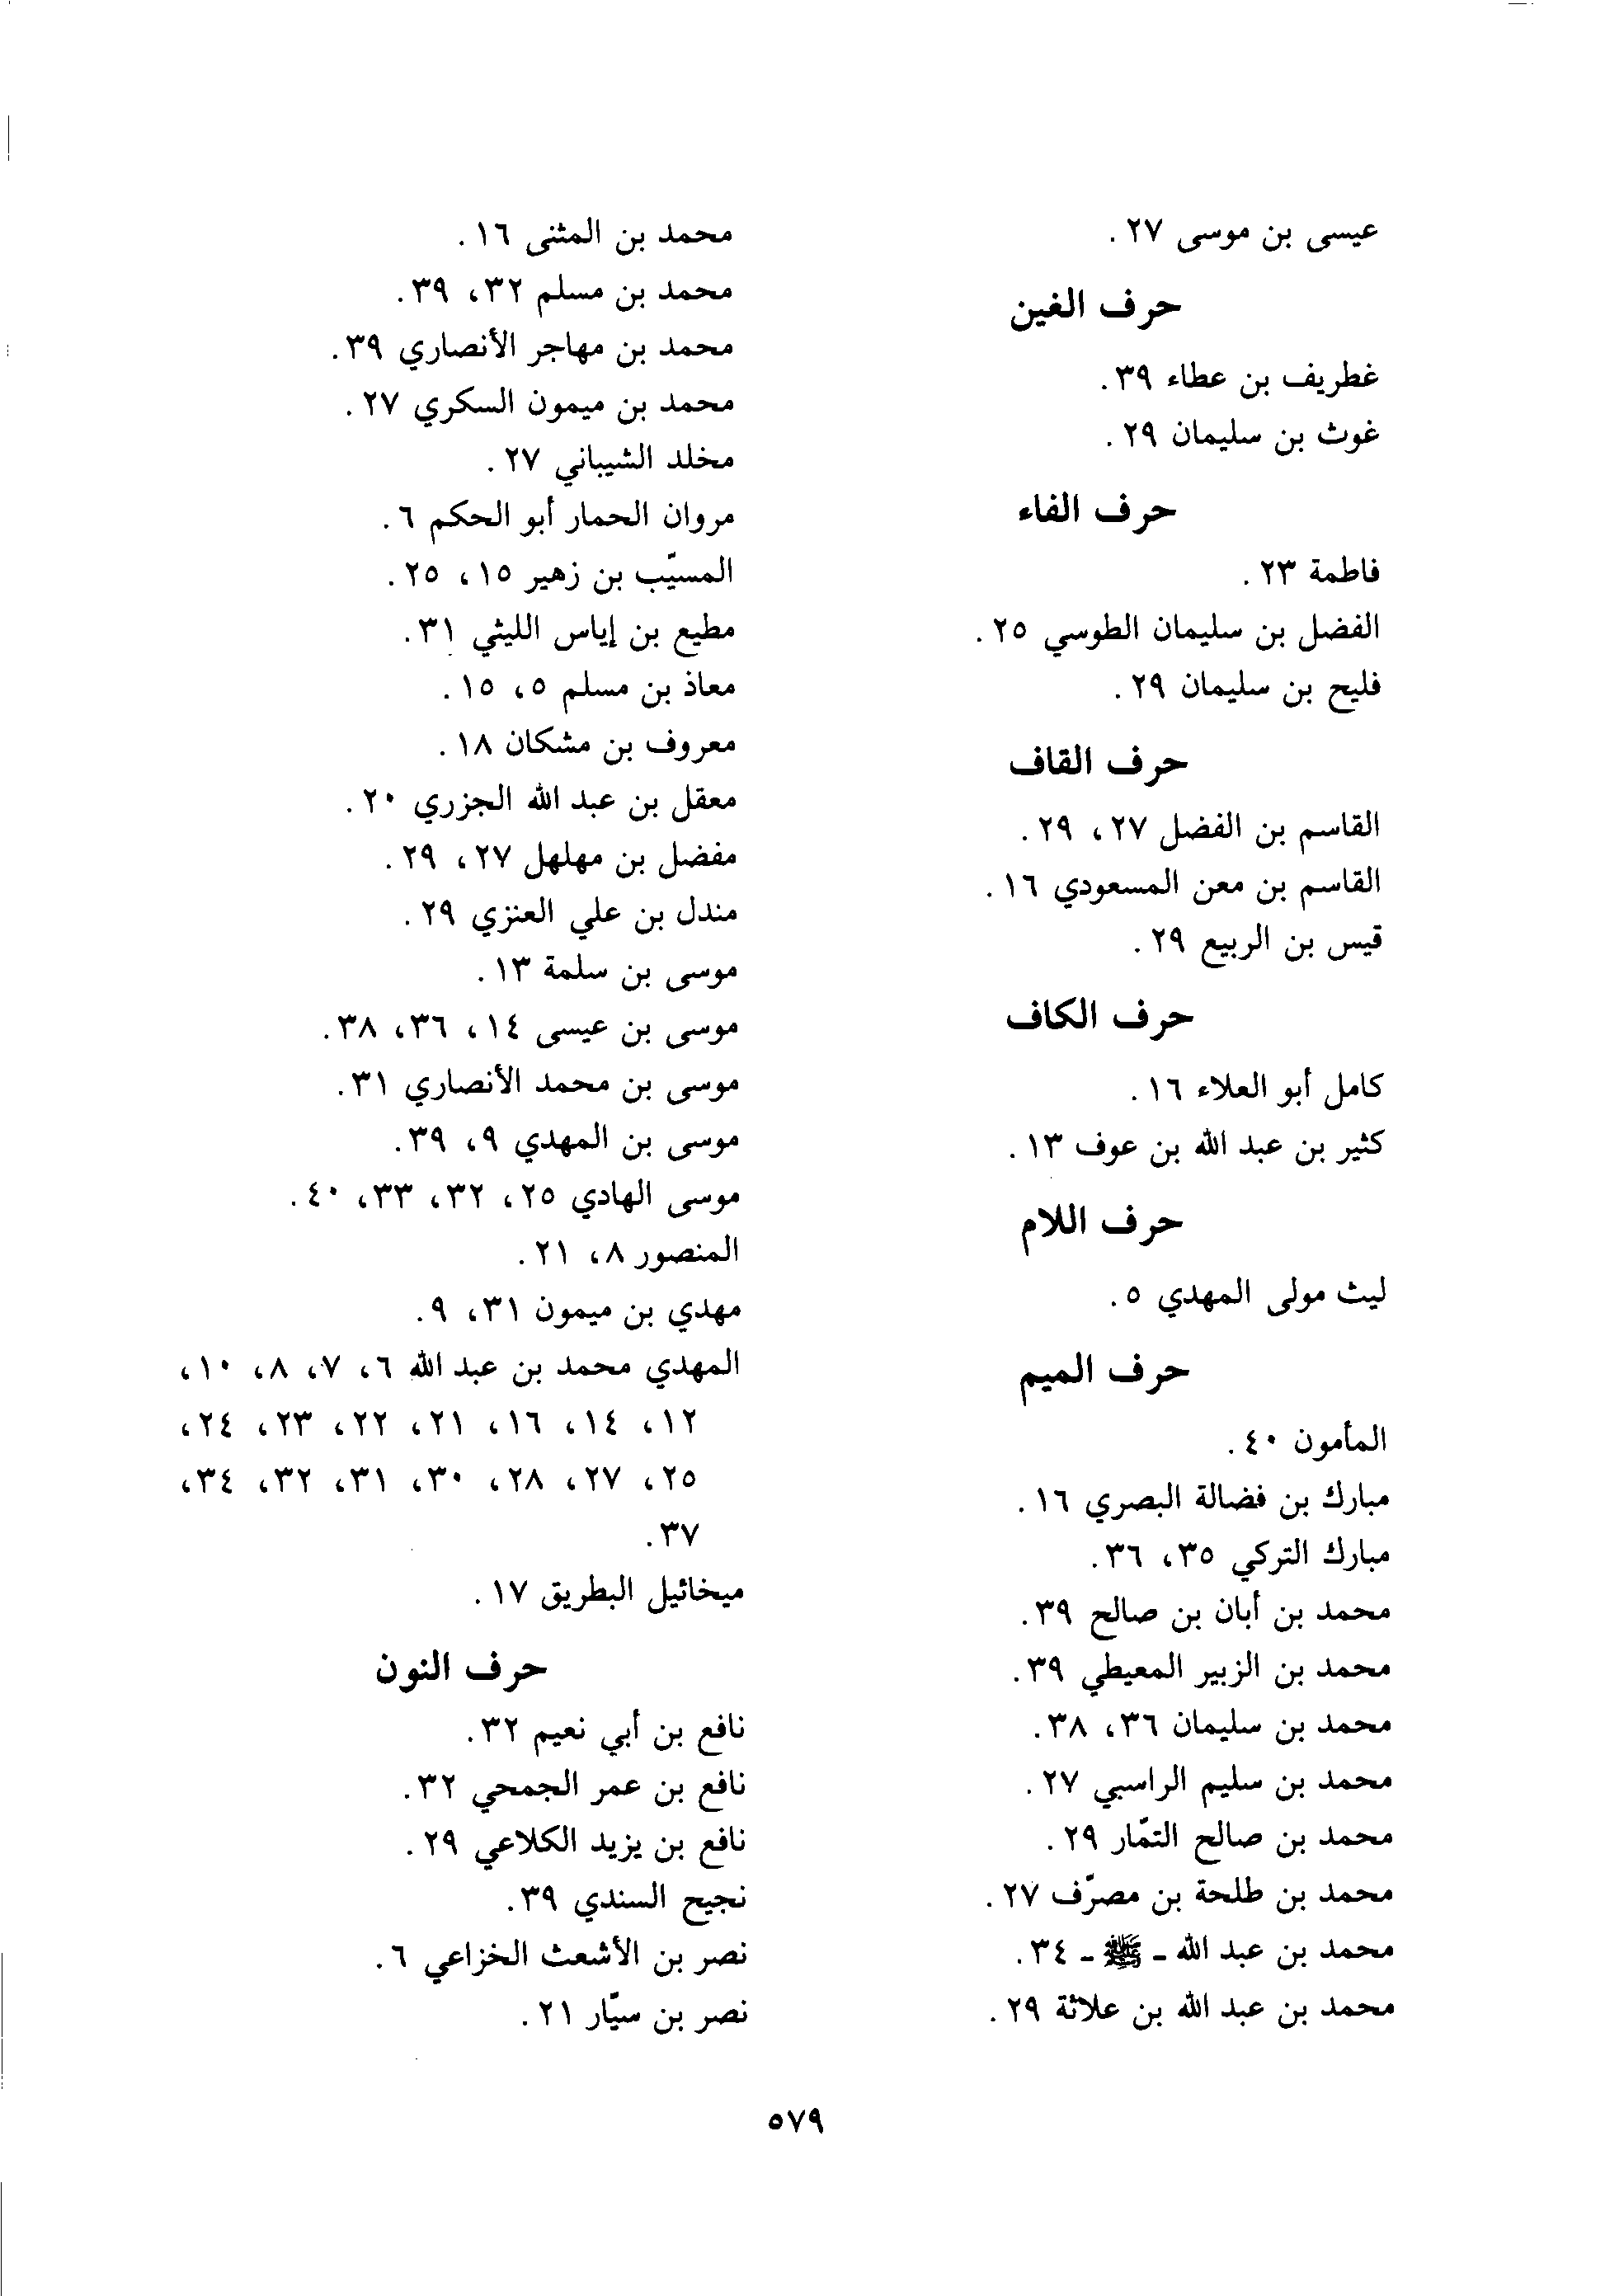 عيسى بن موسى ٢٧.
حرف الغين
غطريف بن عطاء ٣٩.
غوث بن سليمان ٢٩.
حرف الفاء
فاطمة ٢٣.
الفضل بن سليمان الطوسي ٢٥.
فليح بن سليمان ٢٩.
حرف القاف
القاسم بن الفضل ٢٧، ٢٩.
القاسم بن معن المسعودي ١٦.
قيس بن الربيع ٢٩.
حرف الكاف
كامل أبو العلاء ١٦.
كثير بن عبد الله بن عوف ١٣.
حرف اللام
ليث مولى المهدي ٥.
حرف الميم
المأمون ٤٠.
مبارك بن فضالة البصري ١٦.
مبارك التركي ٣٥، ٣٦.
محمد بن أبان بن صالح ٣٩.
محمد بن الزبير المعيطي ٣٩.
محمد بن سليمان ٣٦، ٣٨.
محمد بن سليم الراسبي ٢٧.
محمد بن صالح التمّار ٢٩.
محمد بن طلحة بن مصرّف ٢٧.
محمد بن عبد الله - ﷺ - ٣٤.
محمد بن عبد الله بن علاثة ٢٩.
محمد بن المثنى ١٦.
محمد بن مسلم ٣٢، ٣٩.
محمد بن مهاجر الأنصاري ٣٩.
محمد بن ميمون السكري ٢٧.
مخلد الشيباني ٢٧.
مروان الحمار أبو الحكم ٦.
المسيّب بن زهير ١٥، ٢٥.
مطيع بن إياس الليثي ٣١.
معاذ بن مسلم ٥، ١٥.
معروف بن مشكان ١٨.
معقل بن عبد الله الجزري ٢٠.
مفضل بن مهلهل ٢٧، ٢٩.
مندل بن علي العنزي ٢٩.
موسى بن سلمة ١٣.
موسى بن عيسى ١٤، ٣٦، ٣٨.
موسى بن محمد الأنصاري ٣١.
موسى بن المهدي ٩، ٣٩.
موسى الهادي ٢٥، ٣٢، ٣٣، ٤٠.
المنصور ٨، ٢١.
مهدي بن ميمون ٣١، ٩.
المهدي محمد بن عبد الله ٦، ٧، ٨، ١٠،
١٢، ١٤، ١٦، ٢١، ٢٢، ٢٣، ٢٤،
٢٥، ٢٧، ٢٨، ٣٠، ٣١، ٣٢، ٣٤،
٣٧.
ميخائيل البطريق ١٧.
حرف النون
نافع بن أبي نعيم ٣٢.
نافع بن عمر الجمحي ٣٢.
نافع بن يزيد الكلاعي ٢٩.
نجيح السندي ٣٩.
نصر بن الأشعث الخزاعي ٦.
نصر بن سيّار ٢١.
٥٧٩